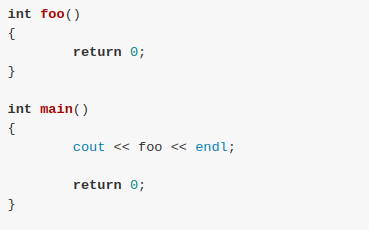 int foo()
{
        return 0;
}

int main()
{
        cout << foo << endl;

        return 0;
}